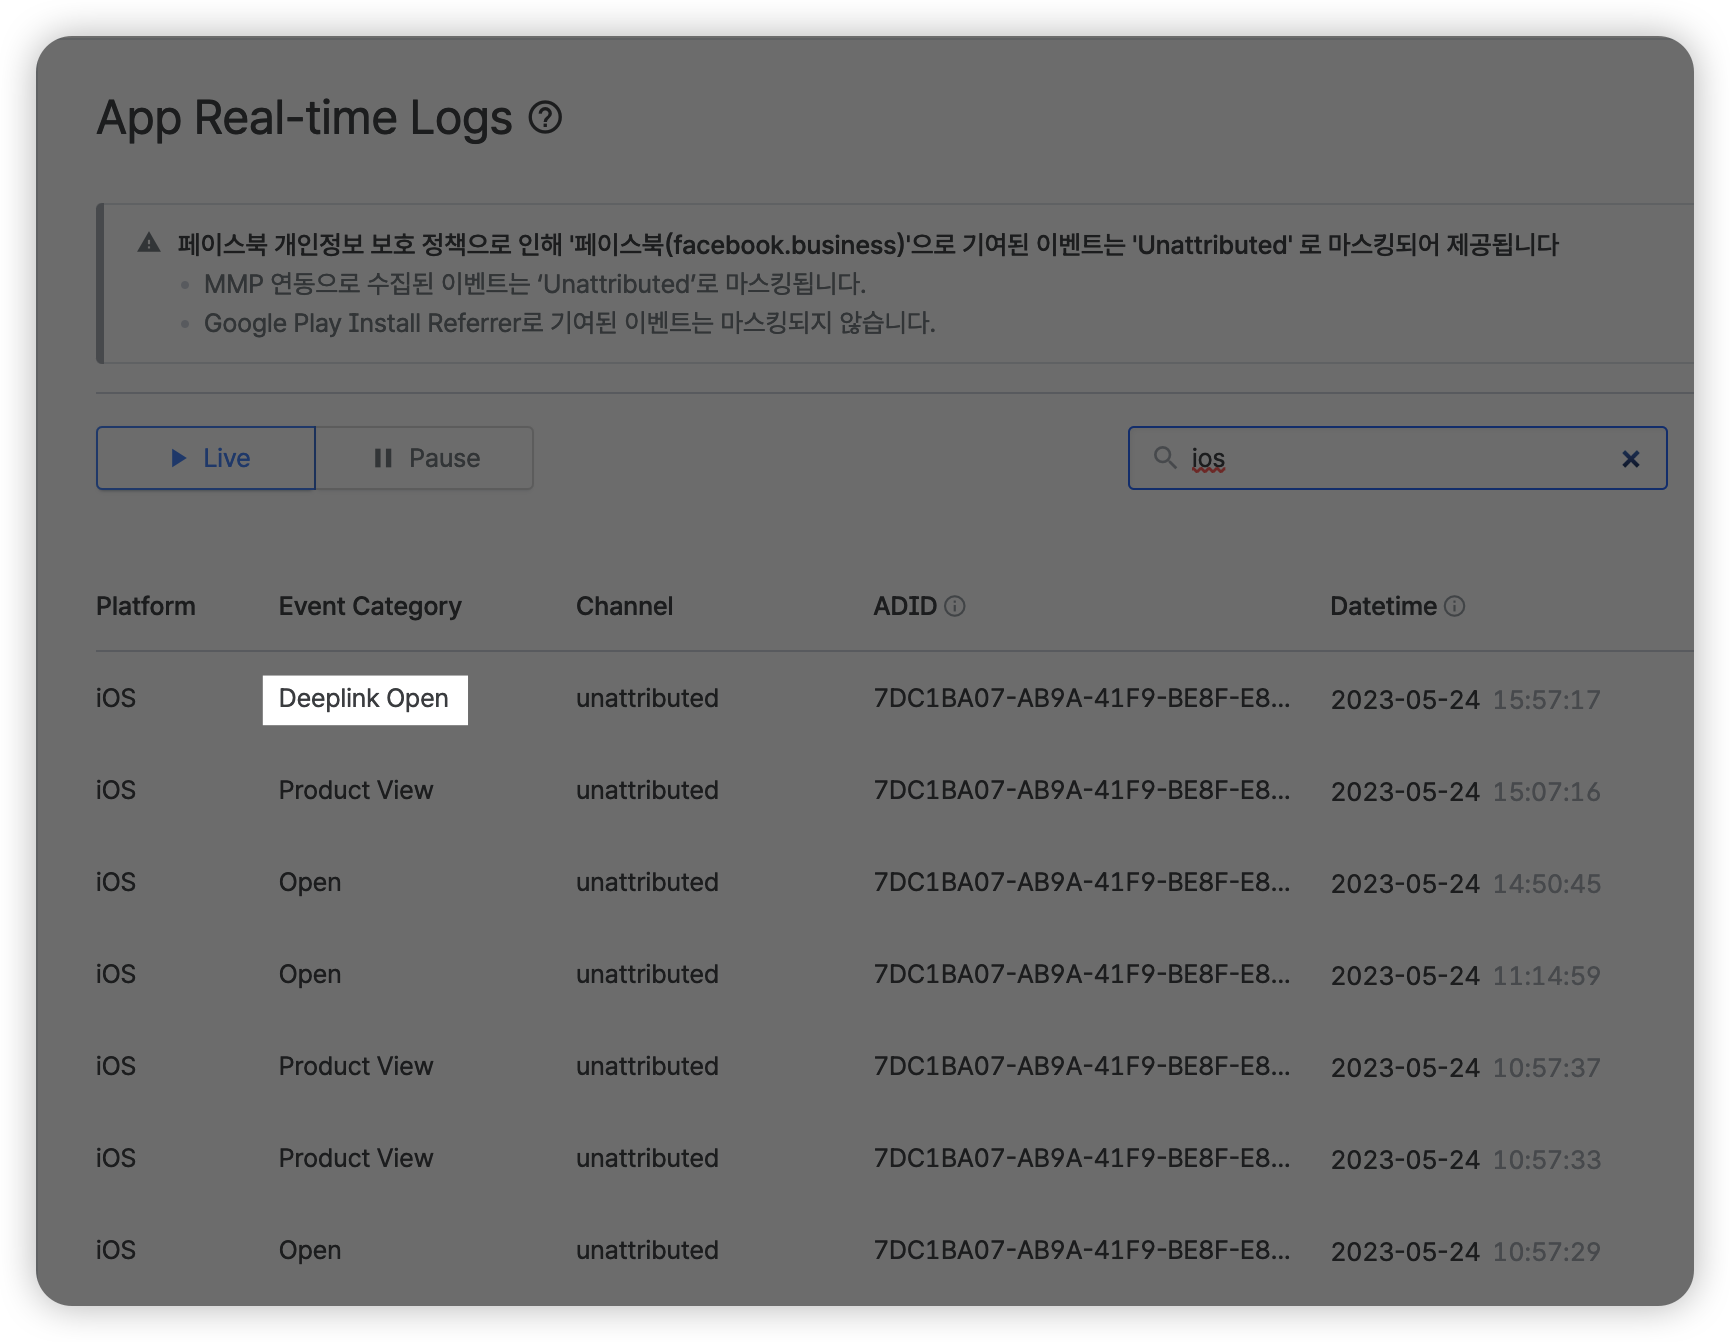 App Real-time Logs
페이스북 개인정보 보호 정책으로 인해 '페이스북(facebook.business)'으로 기여된 이벤트는 'Unattributed' 로 마스킹되어 제공됩니다
MMP 연동으로 수집된 이벤트는 ‘Unattributed’로 마스킹됩니다.
Google Play Install Referrer로 기여된 이벤트는 마스킹되지 않습니다.
Live Pause ios
Platform Event Category Channel ADID Datetime
iOS Deeplink Open unattributed 7DC1BA07-AB9A-41F9-BE8F-E8... 2023-05-24 15:57:17
iOS Product View unattributed 7DC1BA07-AB9A-41F9-BE8F-E8... 2023-05-24 15:07:16
iOS Open unattributed 7DC1BA07-AB9A-41F9-BE8F-E8... 2023-05-24 14:50:45
iOS Open unattributed 7DC1BA07-AB9A-41F9-BE8F-E8... 2023-05-24 11:14:59
iOS Product View unattributed 7DC1BA07-AB9A-41F9-BE8F-E8... 2023-05-24 10:57:37
iOS Product View unattributed 7DC1BA07-AB9A-41F9-BE8F-E8... 2023-05-24 10:57:33
iOS Open unattributed 7DC1BA07-AB9A-41F9-BE8F-E8... 2023-05-24 10:57:29